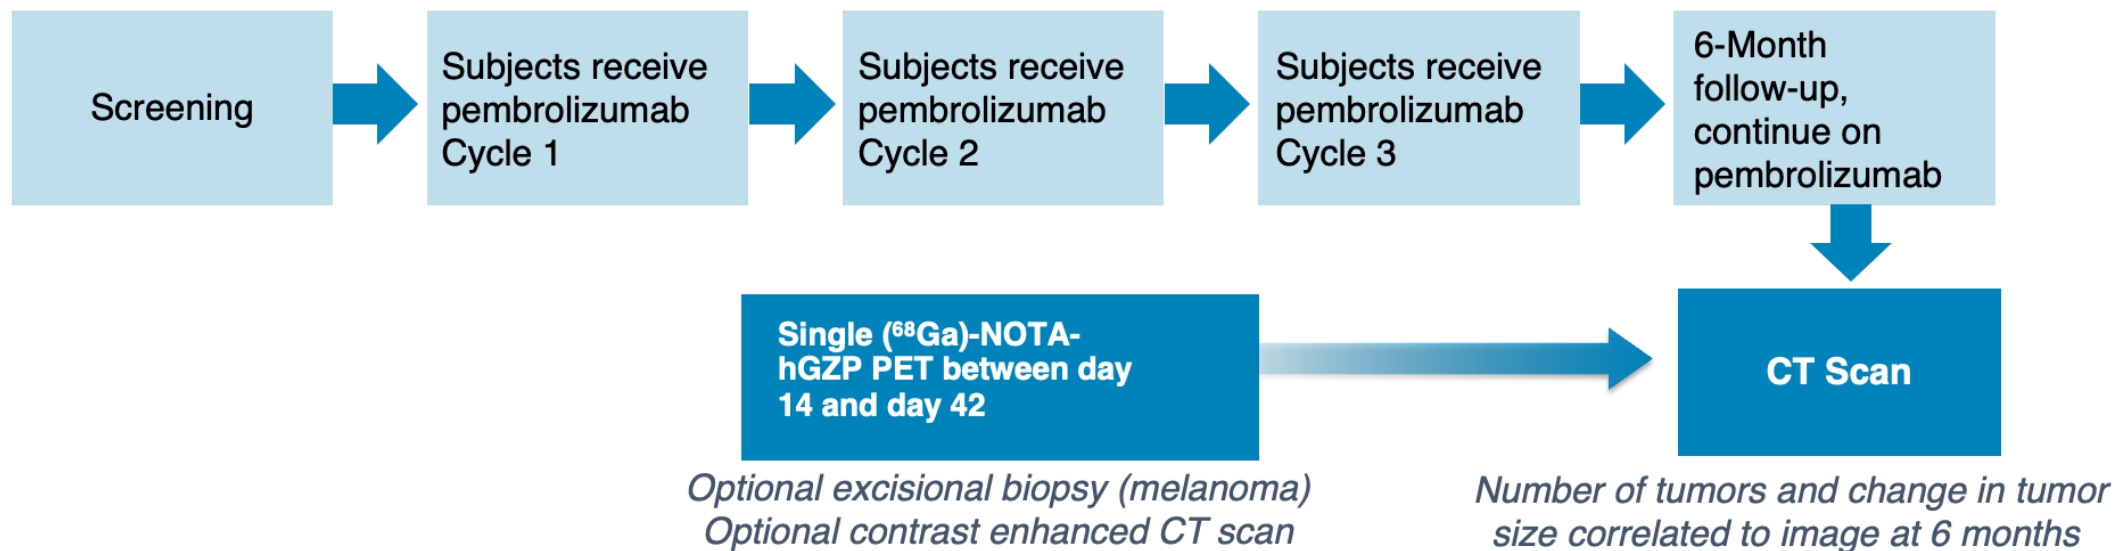 Screening
Subjects receive
pembrolizumab
Cycle 1
Subjects receive
pembrolizumab
Cycle 2
Subjects receive
pembrolizumab
Cycle 3
6-Month
follow-up,
continue on
pembrolizumab
Single (⁶⁸Ga)-NOTA-
hGZP PET between day
14 and day 42
CT Scan
Optional excisional biopsy (melanoma)
Optional contrast enhanced CT scan
Number of tumors and change in tumor
size correlated to image at 6 months